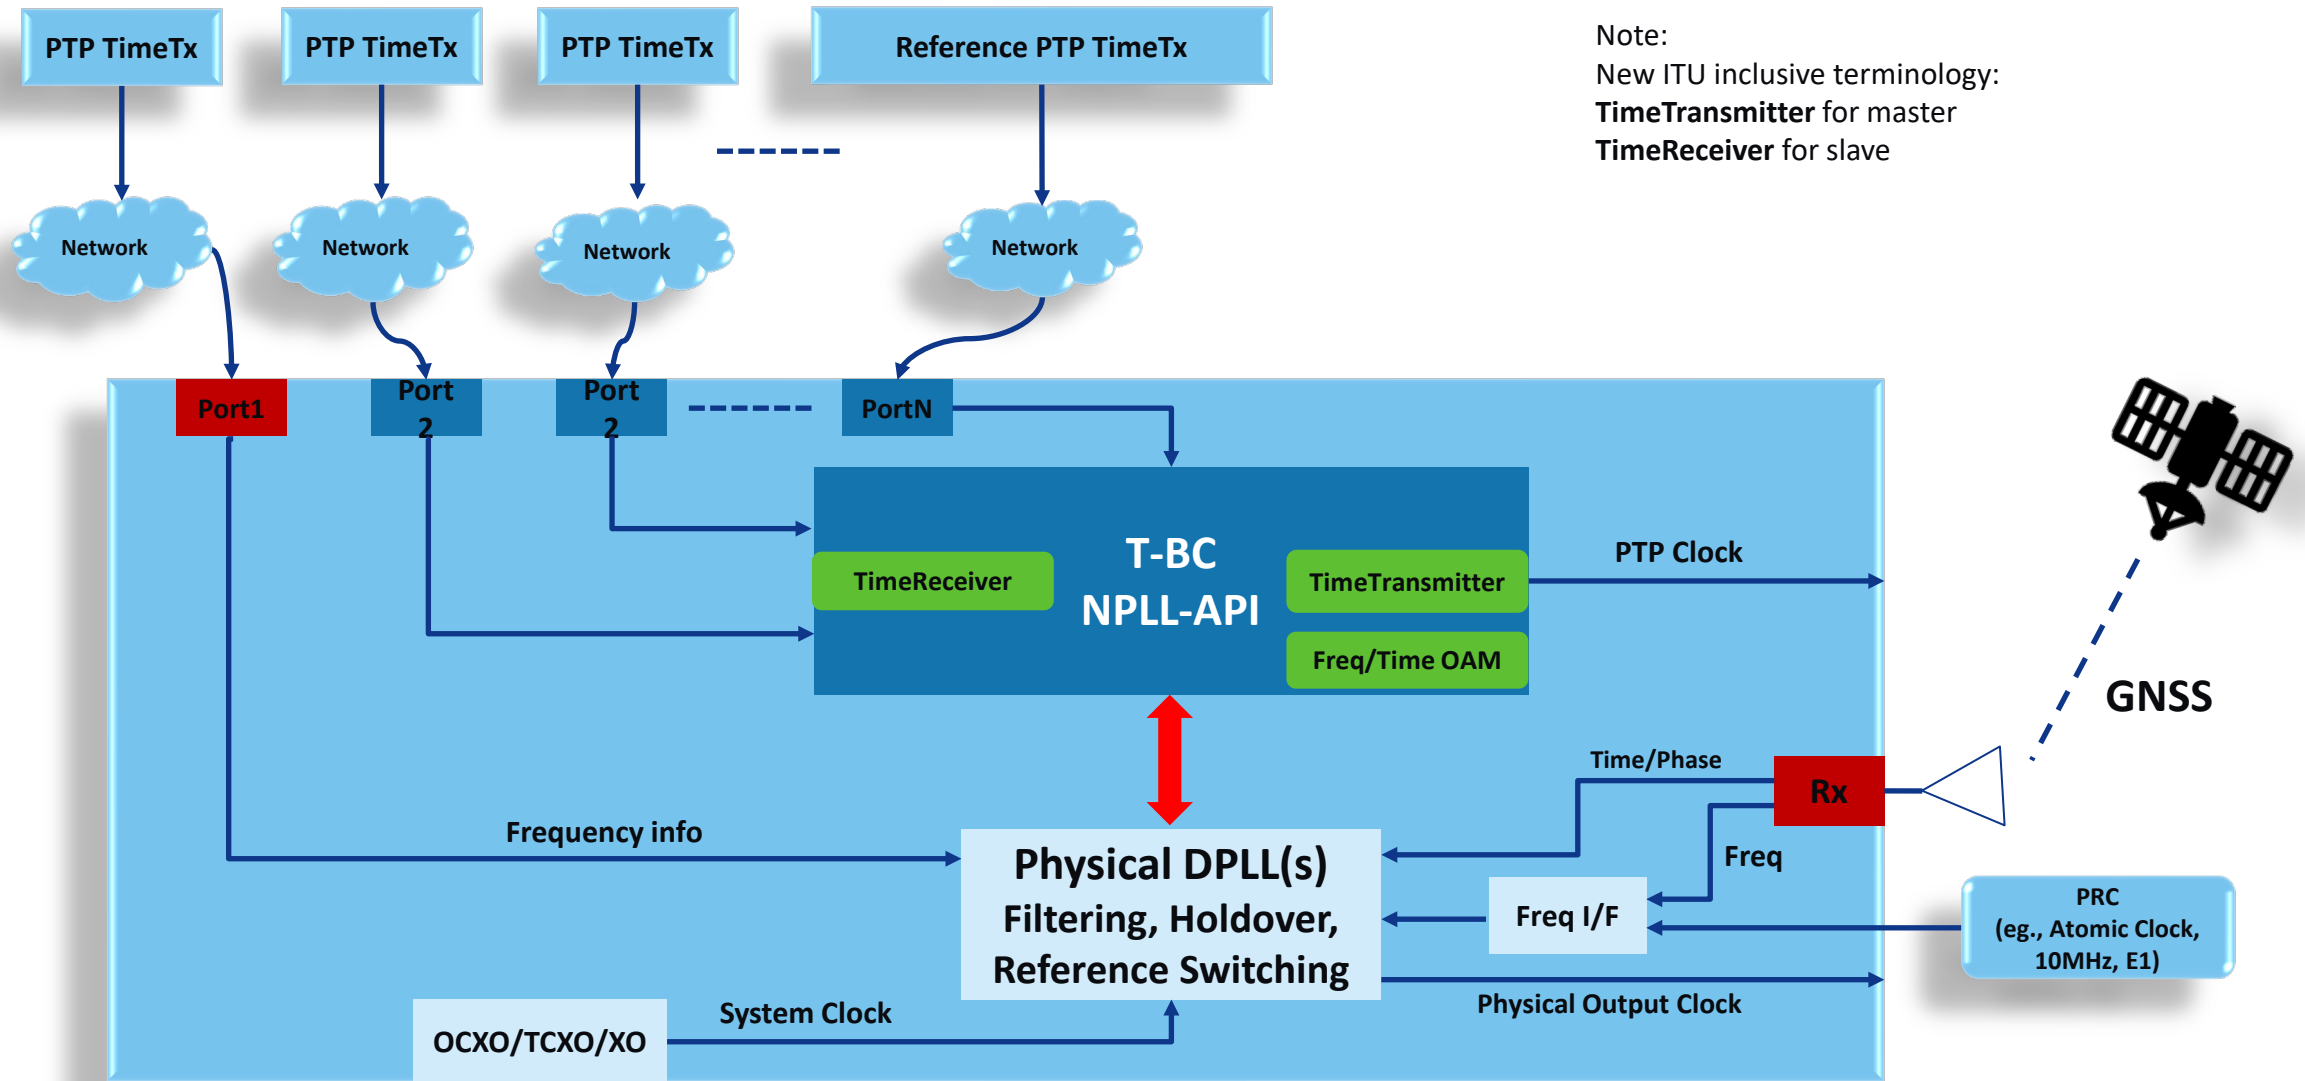 PTP TimeTx
PTP TimeTx
PTP TimeTx
Reference PTP TimeTx
Note:
New ITU inclusive terminology:
TimeTransmitter for master
TimeReceiver for slave
Network
Network
Network
Network
Port1
Port
2
Port
2
PortN
T-BC
NPLL-API
TimeReceiver
TimeTransmitter
Freq/Time OAM
PTP Clock
GNSS
Time/Phase
Rx
Frequency info
Freq
Physical DPLL(s)
Filtering, Holdover,
Reference Switching
Freq I/F
PRC
(eg., Atomic Clock,
10MHz, E1)
System Clock
Physical Output Clock
OCXO/TCXO/XO